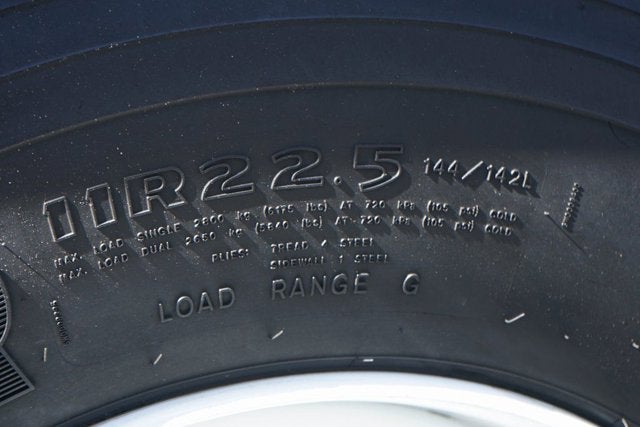 11R22.5 144/142L
MAX. LOAD SINGLE 2800 kg (6175 lbs) AT 720 kPa (105 psi) COLD
MAX. LOAD DUAL 2650 kg (5840 lbs) AT 720 kPa (105 psi) COLD
PLIES: TREAD 4 STEEL
SIDEWALL 1 STEEL
LOAD RANGE G